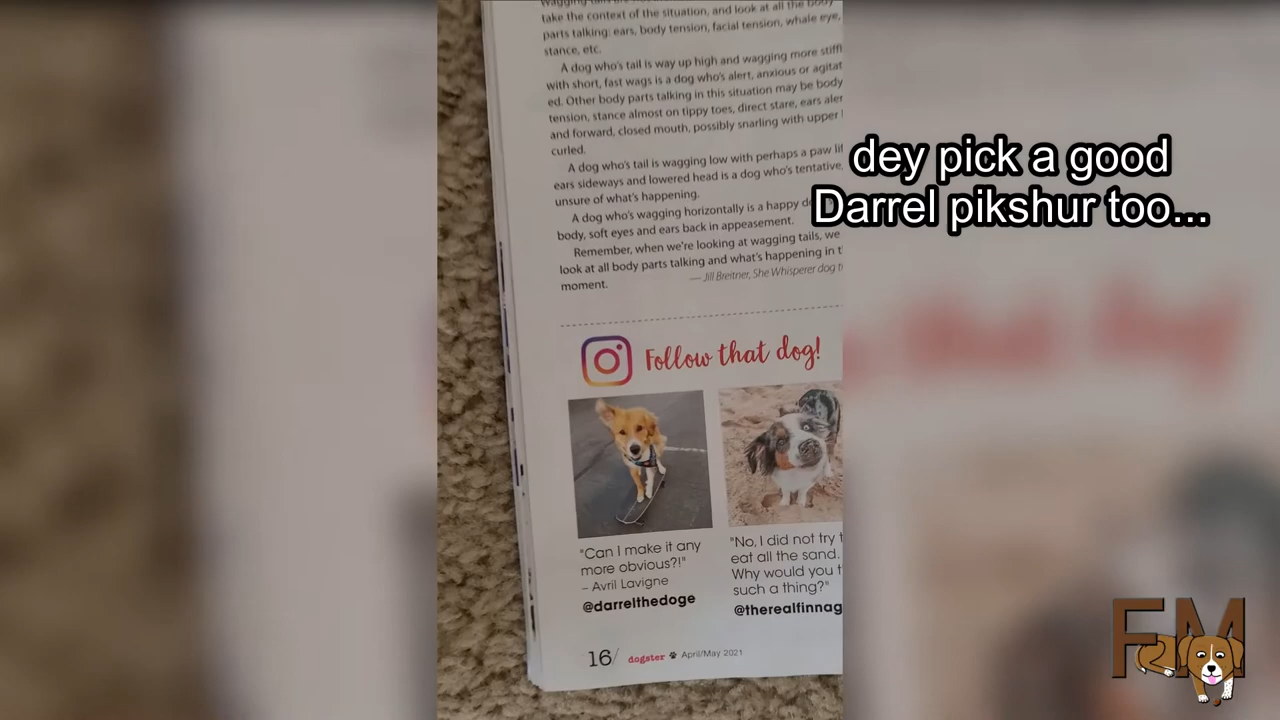 Wagging tails are
take the context of the situation, and look at all the body
parts talking: ears, body tension, facial tension, whale eye,
stance, etc.
A dog who's tail is way up high and wagging more stiffl
with short, fast wags is a dog who's alert, anxious or agitat
ed. Other body parts talking in this situation may be body
tension, stance almost on tippy toes, direct stare, ears aler
and forward, closed mouth, possibly snarling with upper
curled.
A dog who's tail is wagging low with perhaps a paw lif
ears sideways and lowered head is a dog who's tentative,
unsure of what's happening.
A dog who's wagging horizontally is a happy
body, soft eyes and ears back in appeasement.
Remember, when we're looking at wagging tails, we
look at all body parts talking and what's happening in t
moment.
— Jill Breitner, She Whisperer dog t
dey pick a good
Darrel pikshur too...
Follow that dog!
"Can I make it any
more obvious?!"
– Avril Lavigne
@darrelthedoge
"No, I did not try t
eat all the sand.
Why would you t
such a thing?"
@therealfinnag
16/ dogster April/May 2021
FM